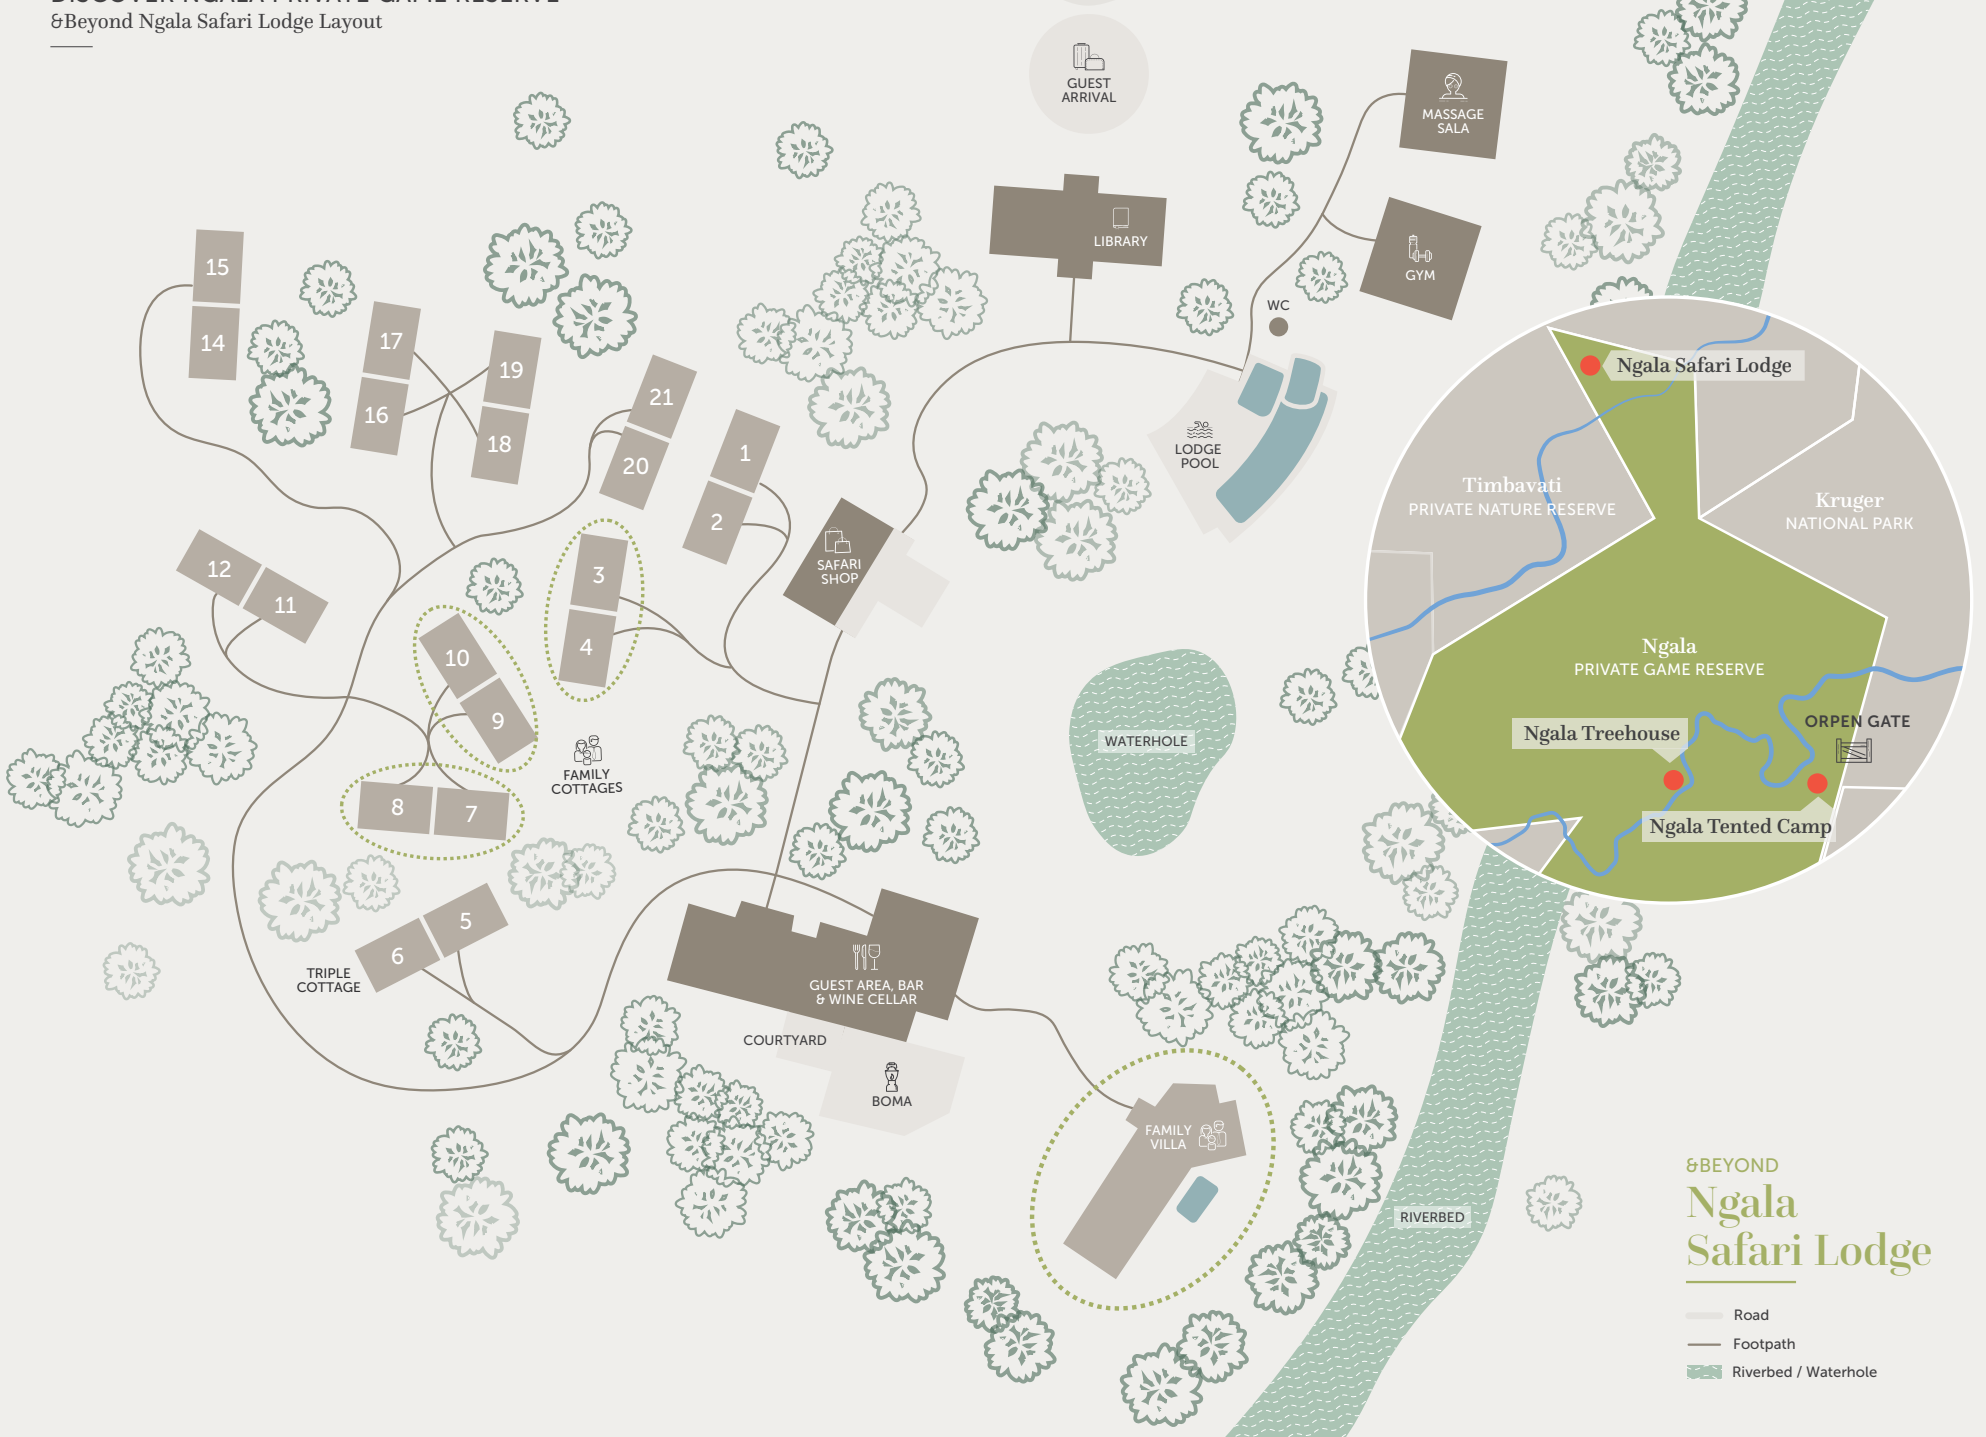 DISCOVER NGALA PRIVATE GAME RESERVE
&Beyond Ngala Safari Lodge Layout
GUEST
ARRIVAL
MASSAGE
SALA
LIBRARY
GYM
WC
15
14
17
16
19
18
21
20
1
2
LODGE
POOL
SAFARI
SHOP
12
11
3
4
10
9
8
7
FAMILY
COTTAGES
5
6
TRIPLE
COTTAGE
WATERHOLE
GUEST AREA, BAR
& WINE CELLAR
COURTYARD
BOMA
FAMILY
VILLA
RIVERBED
Ngala Safari Lodge
Timbavati
PRIVATE NATURE RESERVE
Kruger
NATIONAL PARK
Ngala
PRIVATE GAME RESERVE
Ngala Treehouse
ORPEN GATE
Ngala Tented Camp
&BEYOND
Ngala
Safari Lodge
Road
Footpath
Riverbed / Waterhole